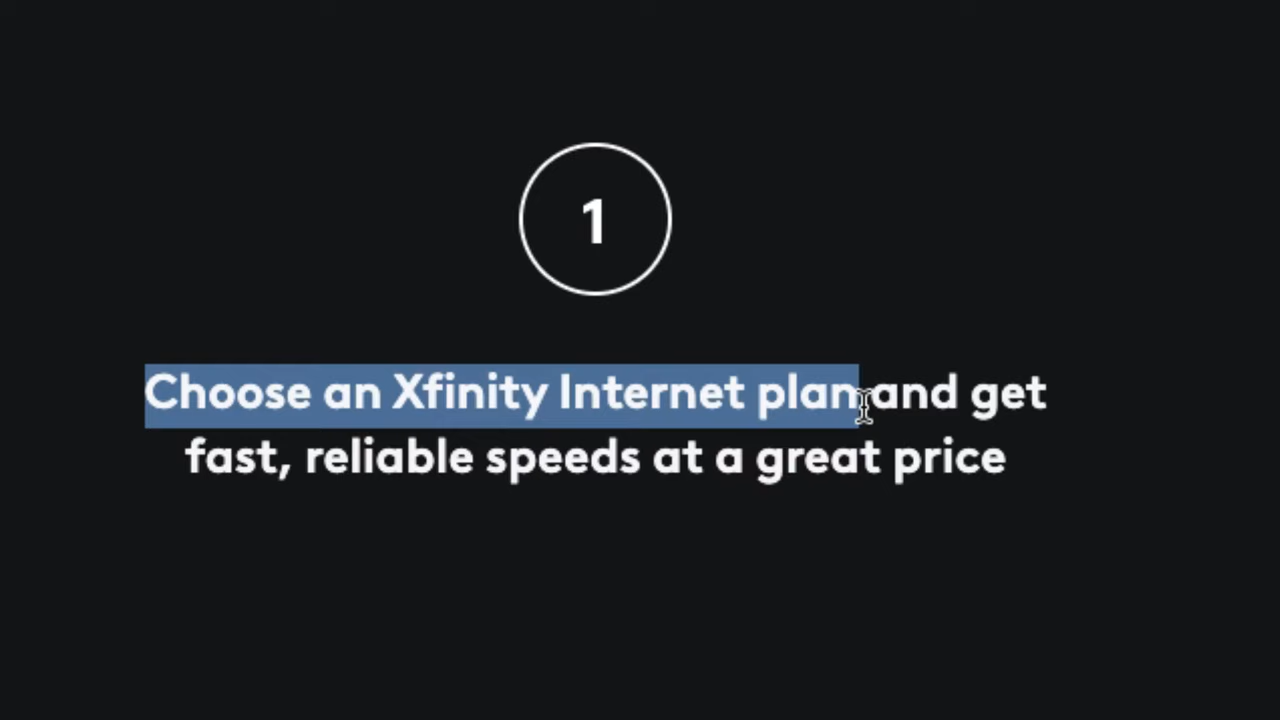 1
Choose an Xfinity Internet plan and get
fast, reliable speeds at a great price